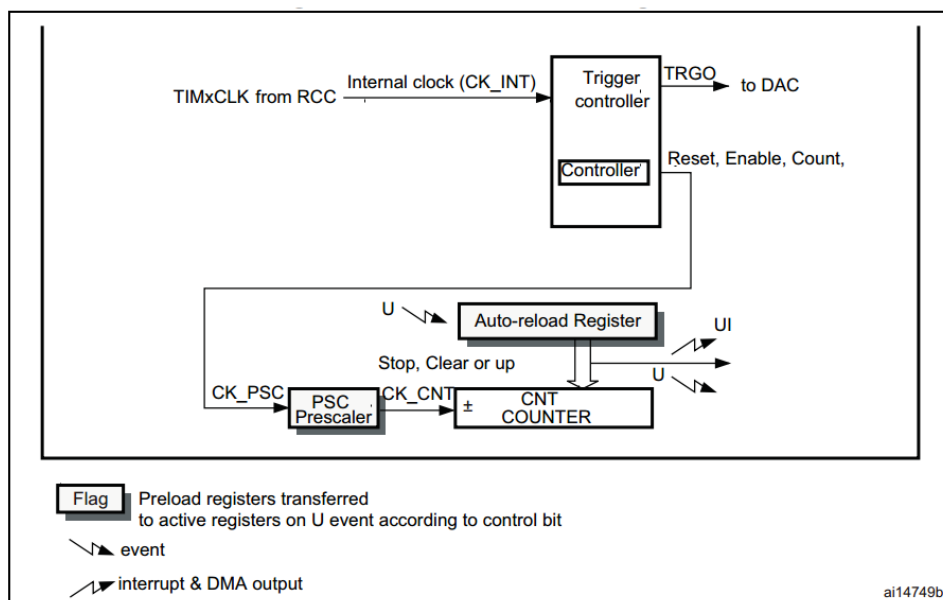 Trigger
controller
TRGO
to DAC
Internal clock (CK_INT)
TIMxCLK from RCC
Controller
Reset, Enable, Count,
U
Auto-reload Register
UI
Stop, Clear or up
U
CK_PSC
PSC
Prescaler
CK_CNT
±
CNT
COUNTER
Flag
Preload registers transferred
to active registers on U event according to control bit
event
interrupt & DMA output
ai14749b